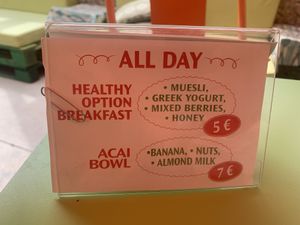 ALL DAY
HEALTHY
OPTION
BREAKFAST
• MUESLI,
• GREEK YOGURT,
• MIXED BERRIES,
• HONEY
5 €
ACAI
BOWL
•BANANA, • NUTS,
• ALMOND MILK
7 €